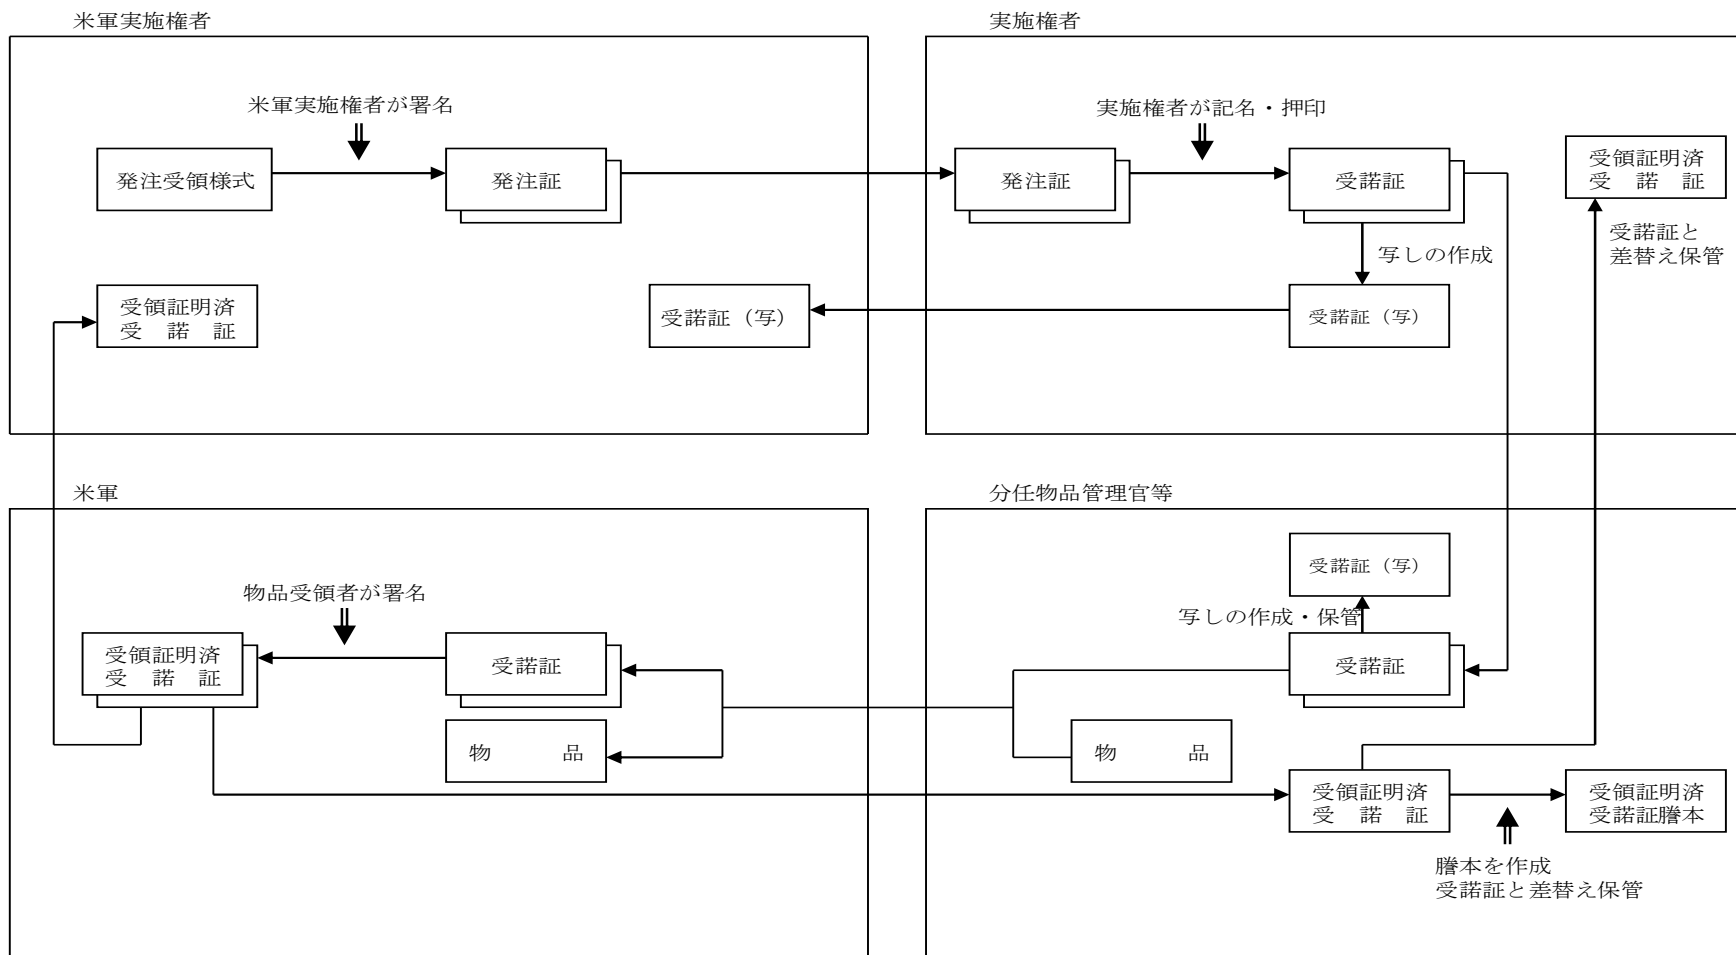 米軍実施権者
米軍実施権者が署名
発注受領様式
発注証
受領証明済
受　諾　証
受諾証（写）
実施権者
実施権者が記名・押印
発注証
受諾証
受領証明済
受　諾　証
受諾証と
差替え保管
写しの作成
受諾証（写）
米軍
物品受領者が署名
受領証明済
受　諾　証
受諾証
物　　　品
分任物品管理官等
受諾証（写）
写しの作成・保管
受諾証
物　　　品
受領証明済
受　諾　証
受領証明済
受諾証謄本
謄本を作成
受諾証と差替え保管